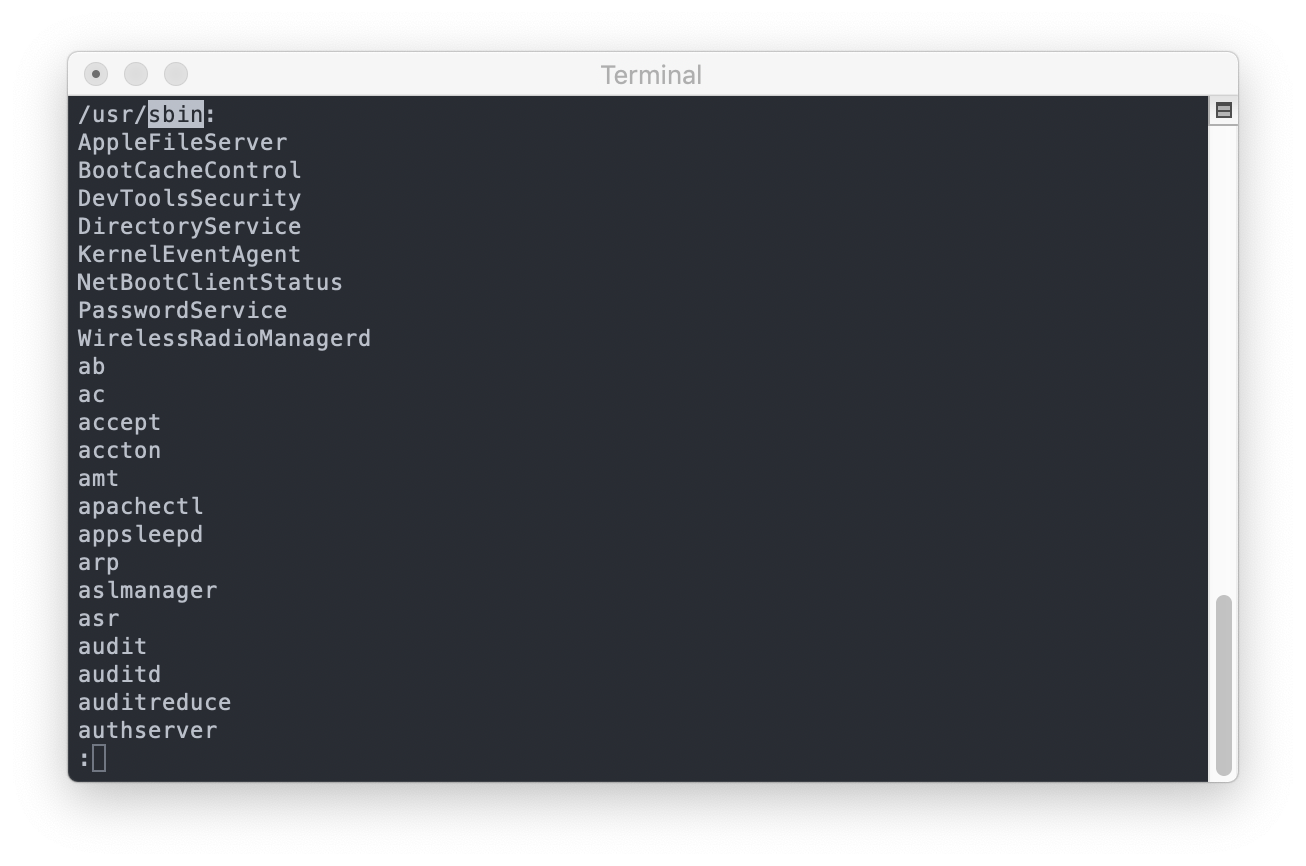 Terminal
/usr/sbin:
AppleFileServer
BootCacheControl
DevToolsSecurity
DirectoryService
KernelEventAgent
NetBootClientStatus
PasswordService
WirelessRadioManagerd
ab
ac
accept
accton
amt
apachectl
appsleepd
arp
aslmanager
asr
audit
auditd
auditreduce
authserver
: